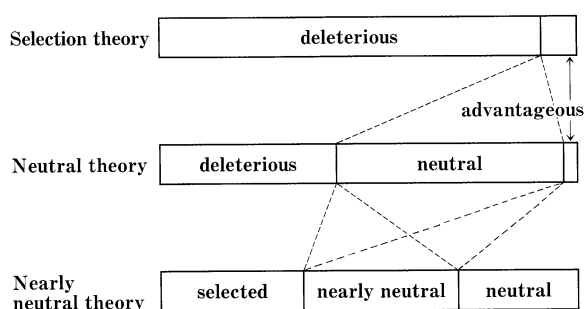 Selection theory
deleterious
advantageous
Neutral theory
deleterious
neutral
Nearly
neutral theory
selected
nearly neutral
neutral